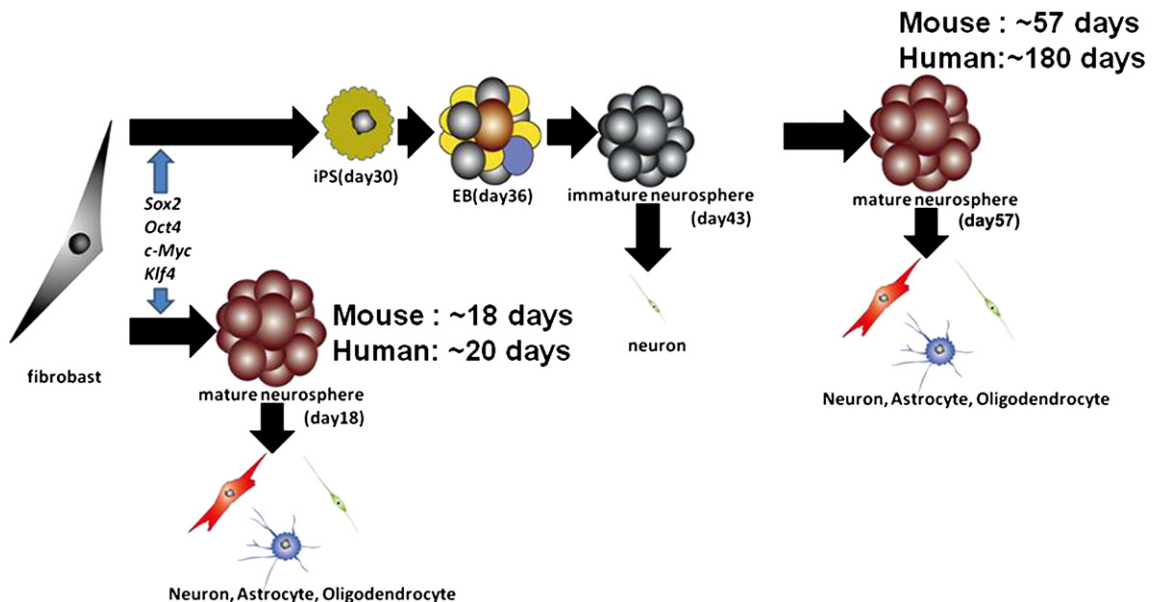 Mouse : ~57 days
Human:~180 days
iPS(day30)
EB(day36)
immature neurosphere
(day43)
mature neurosphere
(day57)
Sox2
Oct4
c-Myc
Klf4
neuron
Neuron, Astrocyte, Oligodendrocyte
fibrobast
Mouse : ~18 days
Human: ~20 days
mature neurosphere
(day18)
Neuron, Astrocyte, Oligodendrocyte